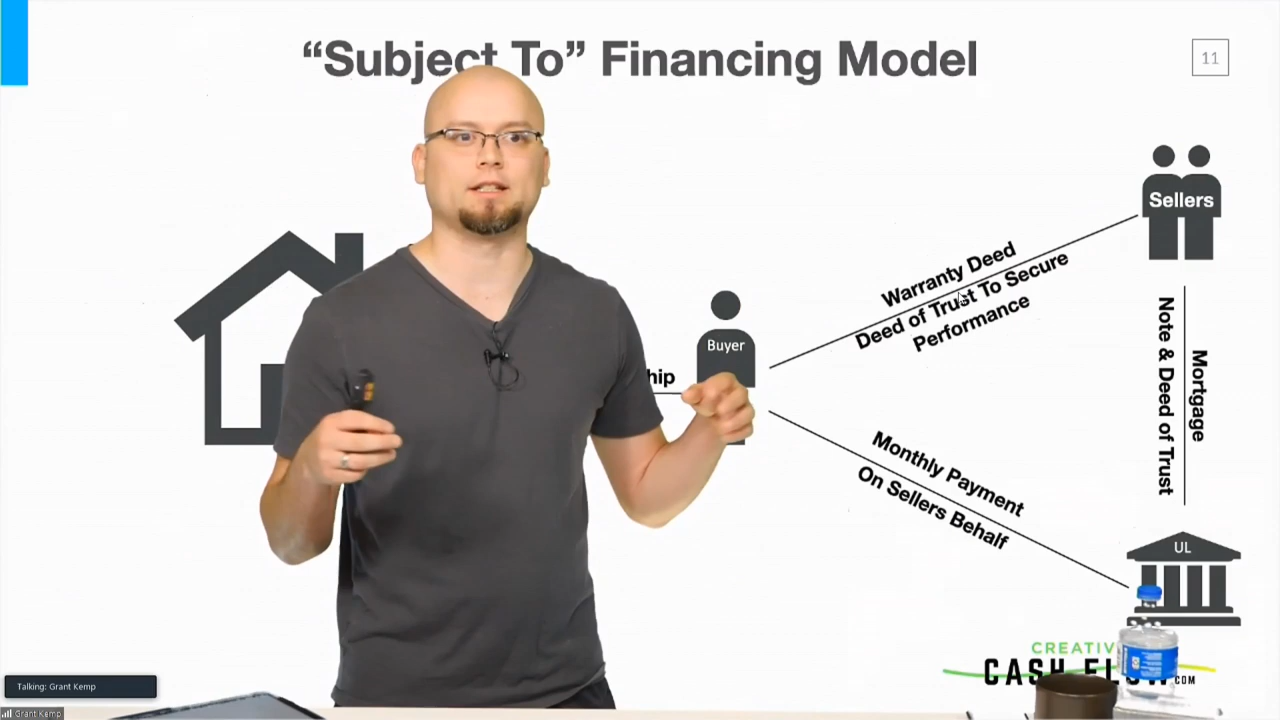 “Subject To” Financing Model
11
Sellers
Warranty Deed
Deed of Trust To Secure
Performance
Buyer
hip
Mortgage
Note & Deed of Trust
Monthly Payment
On Sellers Behalf
UL
CREATIV
CASH FLOW
.COM
Talking: Grant Kemp
Grant Kemp